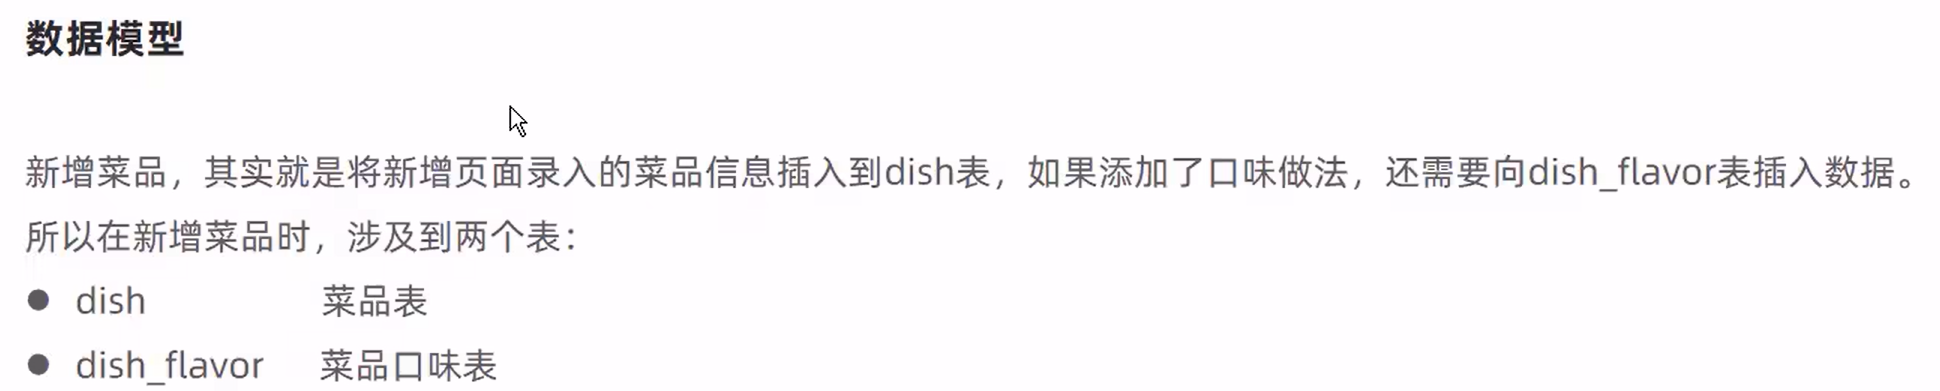 数据模型
新增菜品，其实就是将新增页面录入的菜品信息插入到dish表，如果添加了口味做法，还需要向dish_flavor表插入数据。
所以在新增菜品时，涉及到两个表：
● dish 菜品表
● dish_flavor 菜品口味表